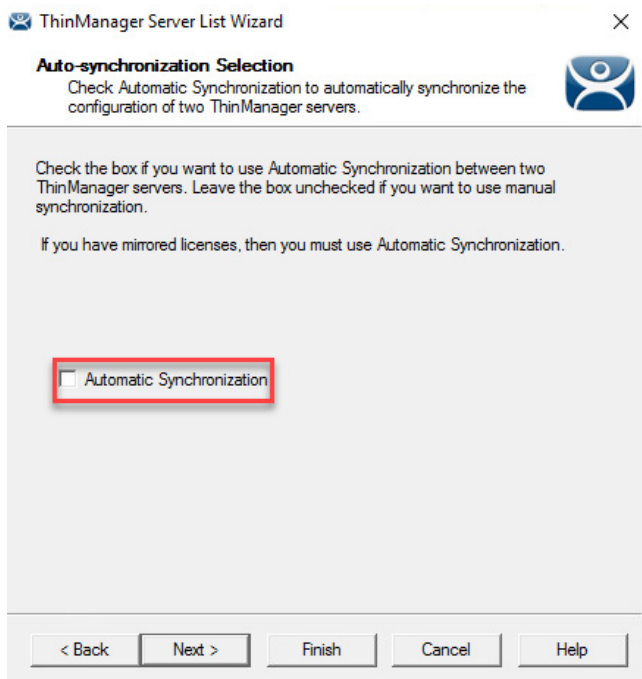 ThinManager Server List Wizard
Auto-synchronization Selection
Check Automatic Synchronization to automatically synchronize the
configuration of two ThinManager servers.
Check the box if you want to use Automatic Synchronization between two
ThinManager servers. Leave the box unchecked if you want to use manual
synchronization.
If you have mirrored licenses, then you must use Automatic Synchronization.
Automatic Synchronization
< Back Next > Finish Cancel Help